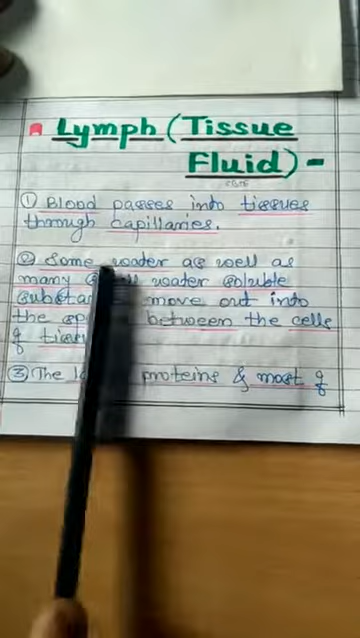 Lymph (Tissue
Fluid) -
① Blood passes into tissues
through capillaries.
② Some water as well as
many water soluble
move out into
the between the cells
of
③ The proteins & most of